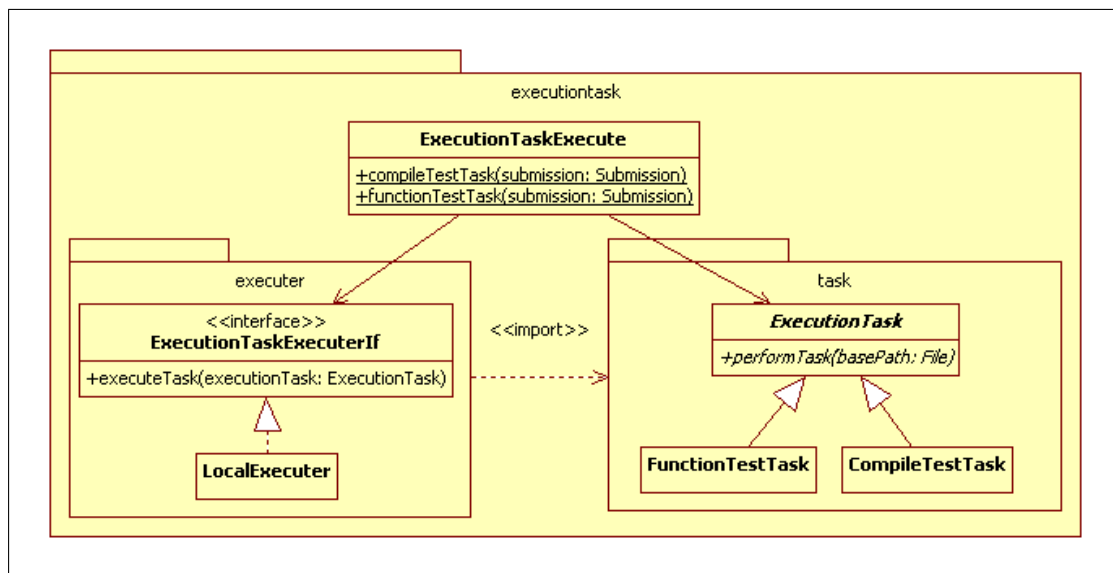 executiontask
ExecutionTaskExecute
+compileTestTask(submission: Submission)
+functionTestTask(submission: Submission)
executer
<<interface>>
ExecutionTaskExecuterIf
+executeTask(executionTask: ExecutionTask)
LocalExecuter
<<import>>
task
ExecutionTask
+performTask(basePath: File)
FunctionTestTask
CompileTestTask